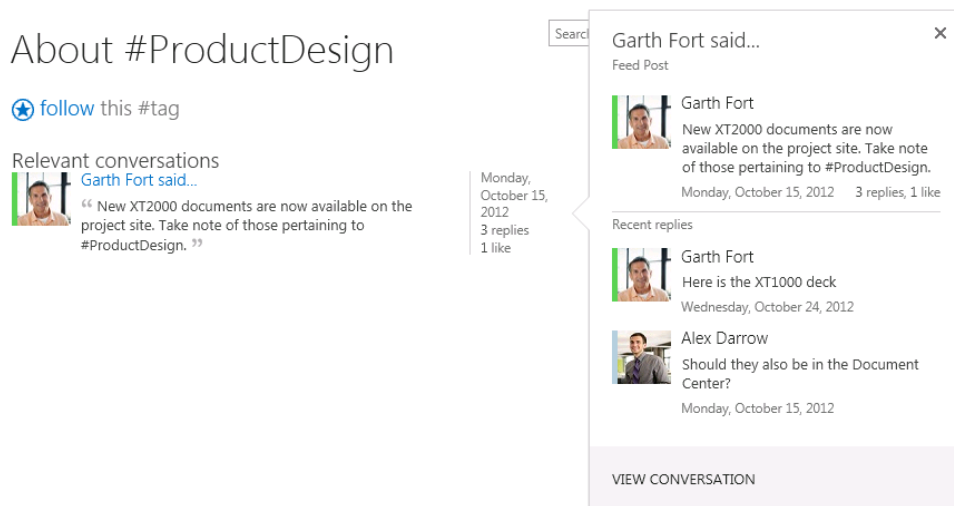 About #ProductDesign
follow this #tag
Relevant conversations
Garth Fort said...
“ New XT2000 documents are now available on the
project site. Take note of those pertaining to
#ProductDesign. ”
Monday,
October 15,
2012
3 replies
1 like
Garth Fort said...
Feed Post
Garth Fort
New XT2000 documents are now
available on the project site. Take note
of those pertaining to #ProductDesign.
Monday, October 15, 2012 3 replies, 1 like
Recent replies
Garth Fort
Here is the XT1000 deck
Wednesday, October 24, 2012
Alex Darrow
Should they also be in the Document
Center?
Monday, October 15, 2012
VIEW CONVERSATION